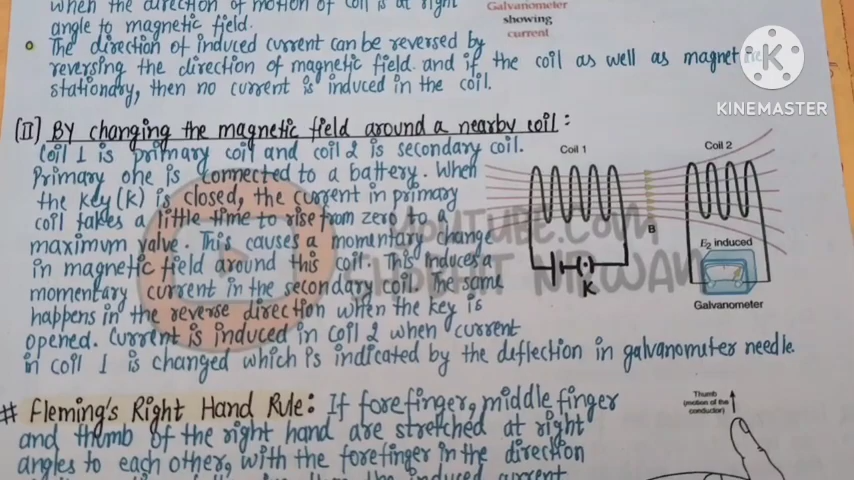 when the direction of motion of coil is at right
angle to magnetic field.
Galvanometer
showing
current
The direction of induced current can be reversed by
reversing the direction of magnetic field and if the coil as well as magnetic
stationary, then no current is induced in the coil.
KINEMASTER
(II) By changing the magnetic field around a nearby coil:
Coil 1 is primary coil and coil 2 is secondary coil.
Primary one is connected to a battery. When
the key (K) is closed, the current in primary
coil takes a little time to rise from zero to a
maximum value. This causes a momentary change
in magnetic field around this coil. This induces a
momentary current in the secondary coil. The same
happens in the reverse direction when the key is
opened. Current is induced in coil 2 when current
in coil 1 is changed which is indicated by the deflection in galvanometer needle.
Coil 1
Coil 2
B
E2 induced
K
Galvanometer
YOUTUBE.COM
# Fleming's Right Hand Rule: If forefinger, middle finger
and thumb of the right hand are stretched at right
angles to each other, with the forefinger in the direction
the induced current
Thumb
(motion of the
conductor)